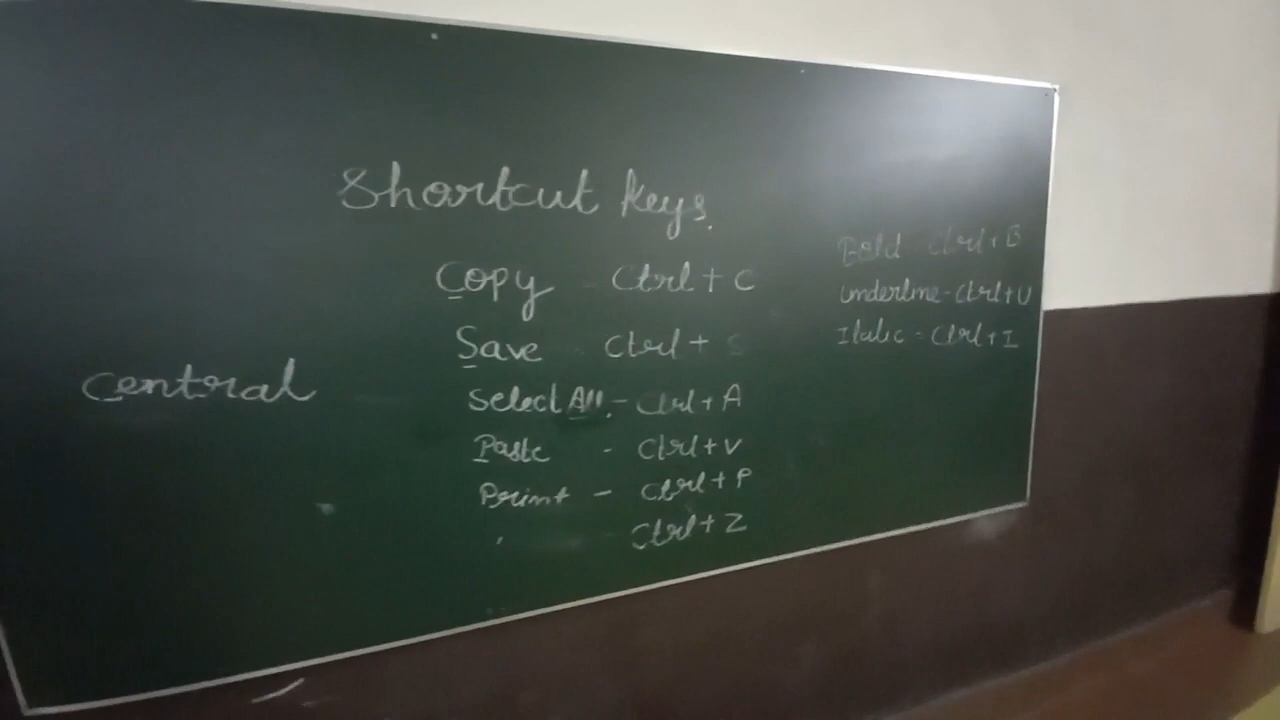 Shortcut Keys.
Copy - Ctrl + C
Save - Ctrl + S
Select All. - Ctrl + A
Paste - Ctrl + V
Print - Ctrl + P
Ctrl + Z
Central
Bold Ctrl + B
Underline - Ctrl + U
Italic = Ctrl + I